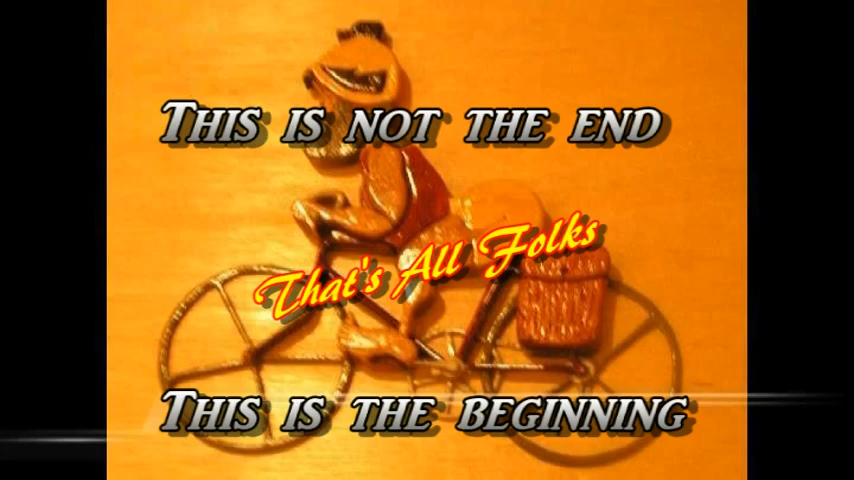 This is not the end
That's All Folks
This is the beginning